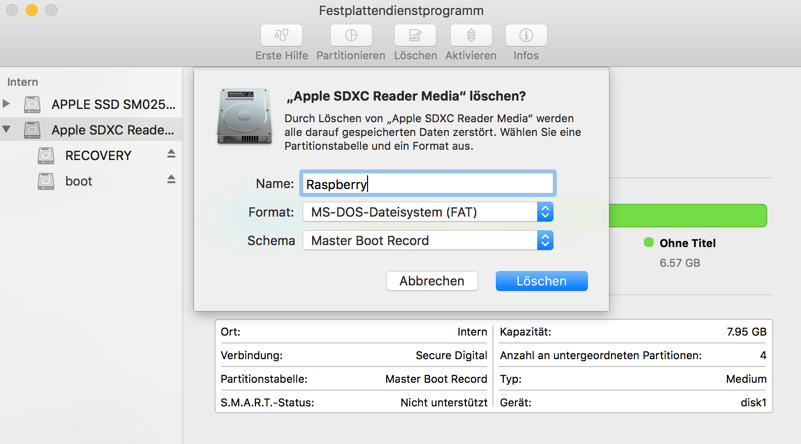 Festplattendienstprogramm
Erste Hilfe Partitionieren Löschen Aktivieren Infos
Intern
APPLE SSD SM025...
Apple SDXC Reade...
RECOVERY
boot
„Apple SDXC Reader Media“ löschen?
Durch Löschen von „Apple SDXC Reader Media“ werden
alle darauf gespeicherten Daten zerstört. Wählen Sie eine
Partitionstabelle und ein Format aus.
Name: Raspberry
Format: MS-DOS-Dateisystem (FAT)
Schema Master Boot Record
Abbrechen Löschen
Ohne Titel
6.57 GB
Ort: Intern Kapazität: 7.95 GB
Verbindung: Secure Digital Anzahl an untergeordneten Partitionen: 4
Partitionstabelle: Master Boot Record Typ: Medium
S.M.A.R.T.-Status: Nicht unterstützt Gerät: disk1